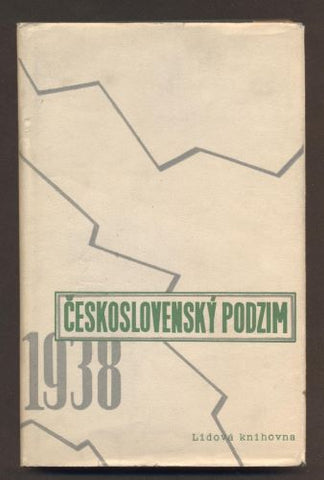 ČESKOSLOVENSKÝ PODZIM
1938
Lidová knihovna